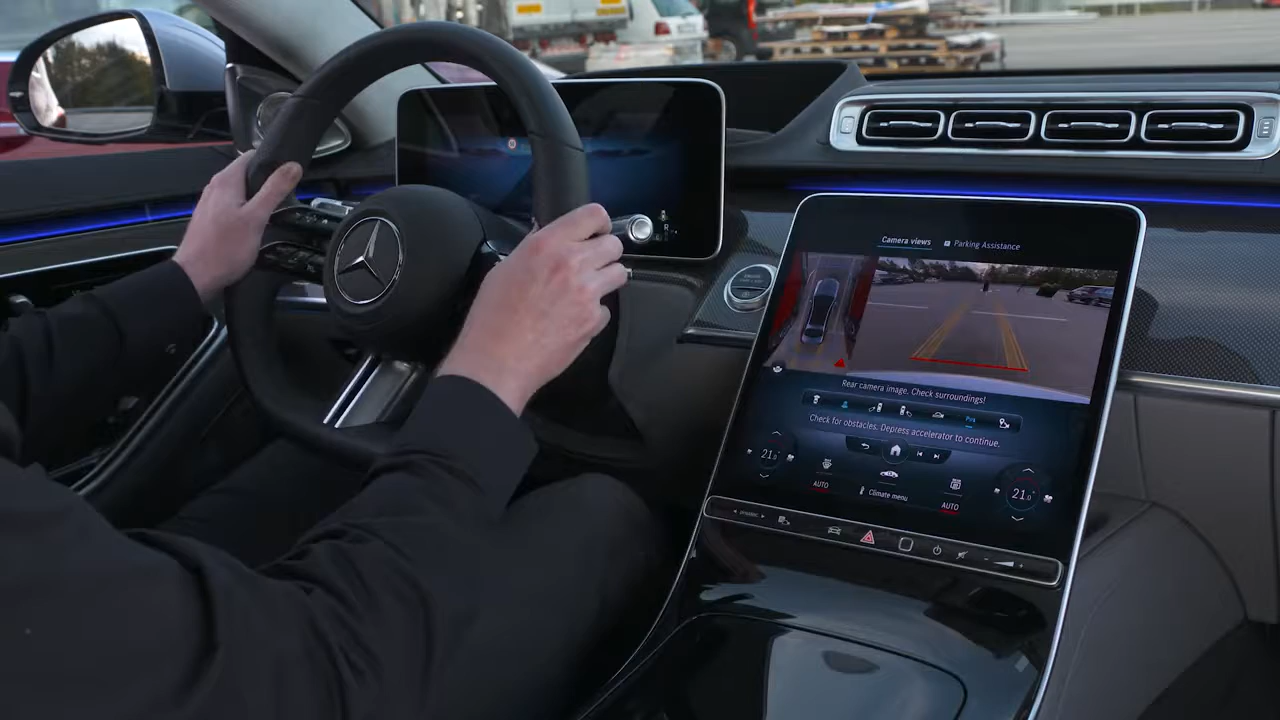 Camera views
Parking Assistance
Rear camera image. Check surroundings!
Check for obstacles. Depress accelerator to continue.
21.0
AUTO
Climate menu
AUTO
21.0
R